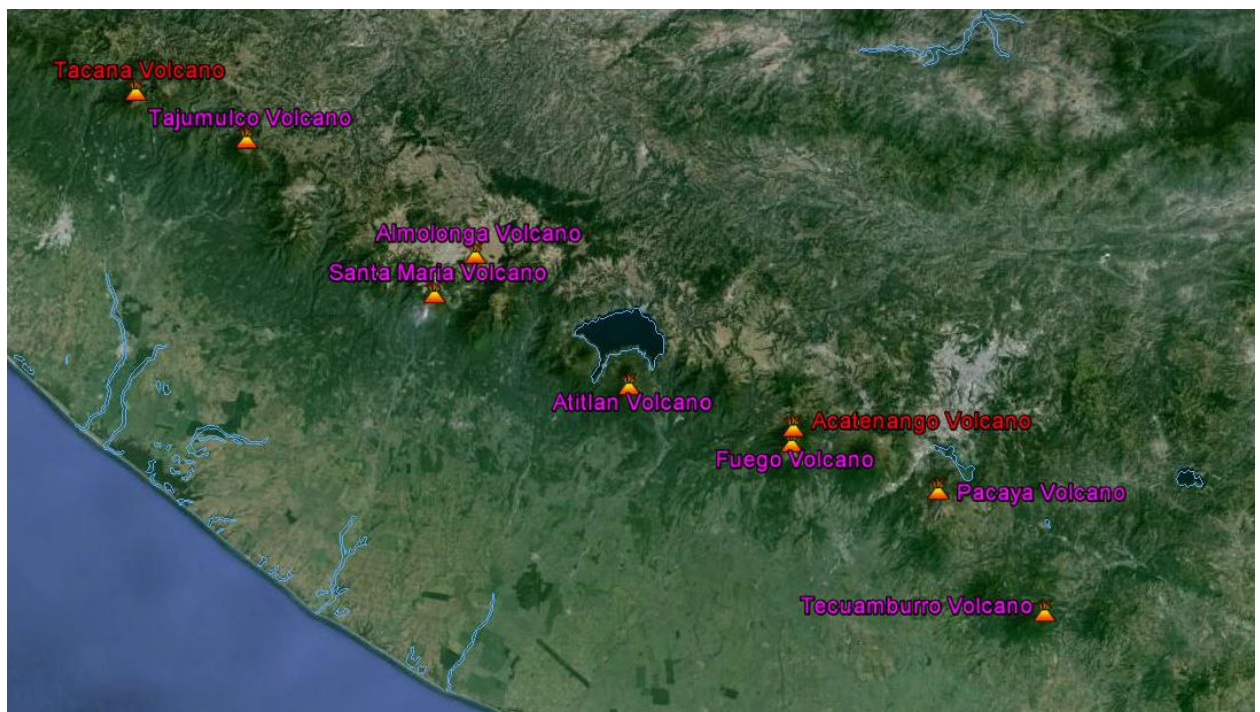 Tacana Volcano
Tajumulco Volcano
Almolonga Volcano
Santa Maria Volcano
Atitlan Volcano
Acatenango Volcano
Fuego Volcano
Pacaya Volcano
Tecuamburro Volcano